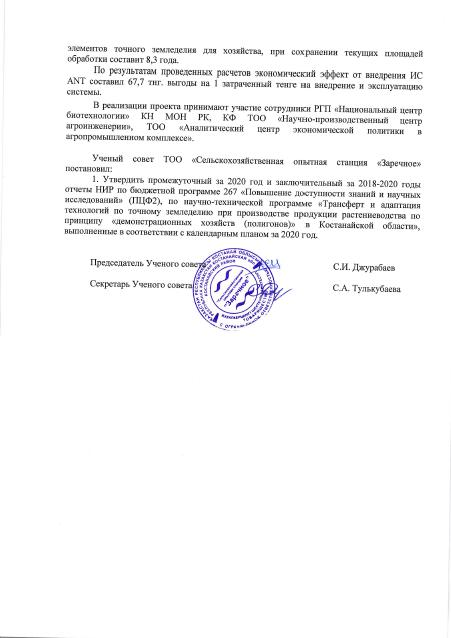 элементов точного земледелия для хозяйства, при сохранении текущих площадей
обработки составит 8,3 года.
По результатам проведенных расчетов экономический эффект от внедрения ИС
ANT составил 67,7 тнг. выгоды на 1 затраченный тенге на внедрение и эксплуатацию
системы.
В реализации проекта принимают участие сотрудники РГП «Национальный центр
биотехнологии» КН МОН РК, КФ ТОО «Научно-производственный центр
агроинженерии», ТОО «Аналитический центр экономической политики в
агропромышленном комплексе».
Ученый совет ТОО «Сельскохозяйственная опытная станция «Заречное»
постановил:
1. Утвердить промежуточный за 2020 год и заключительный за 2018-2020 годы
отчеты НИР по бюджетной программе 267 «Повышение доступности знаний и научных
исследований» (ПЦФ2), по научно-технической программе «Трансферт и адаптация
технологий по точному земледелию при производстве продукции растениеводства по
принципу «демонстрационных хозяйств (полигонов)» в Костанайской области»,
выполненные в соответствии с календарным планом за 2020 год.
Председатель Ученого совета
С.И. Джурабаев
Секретарь Ученого совета
С.А. Тулькубаева
"Заречное"